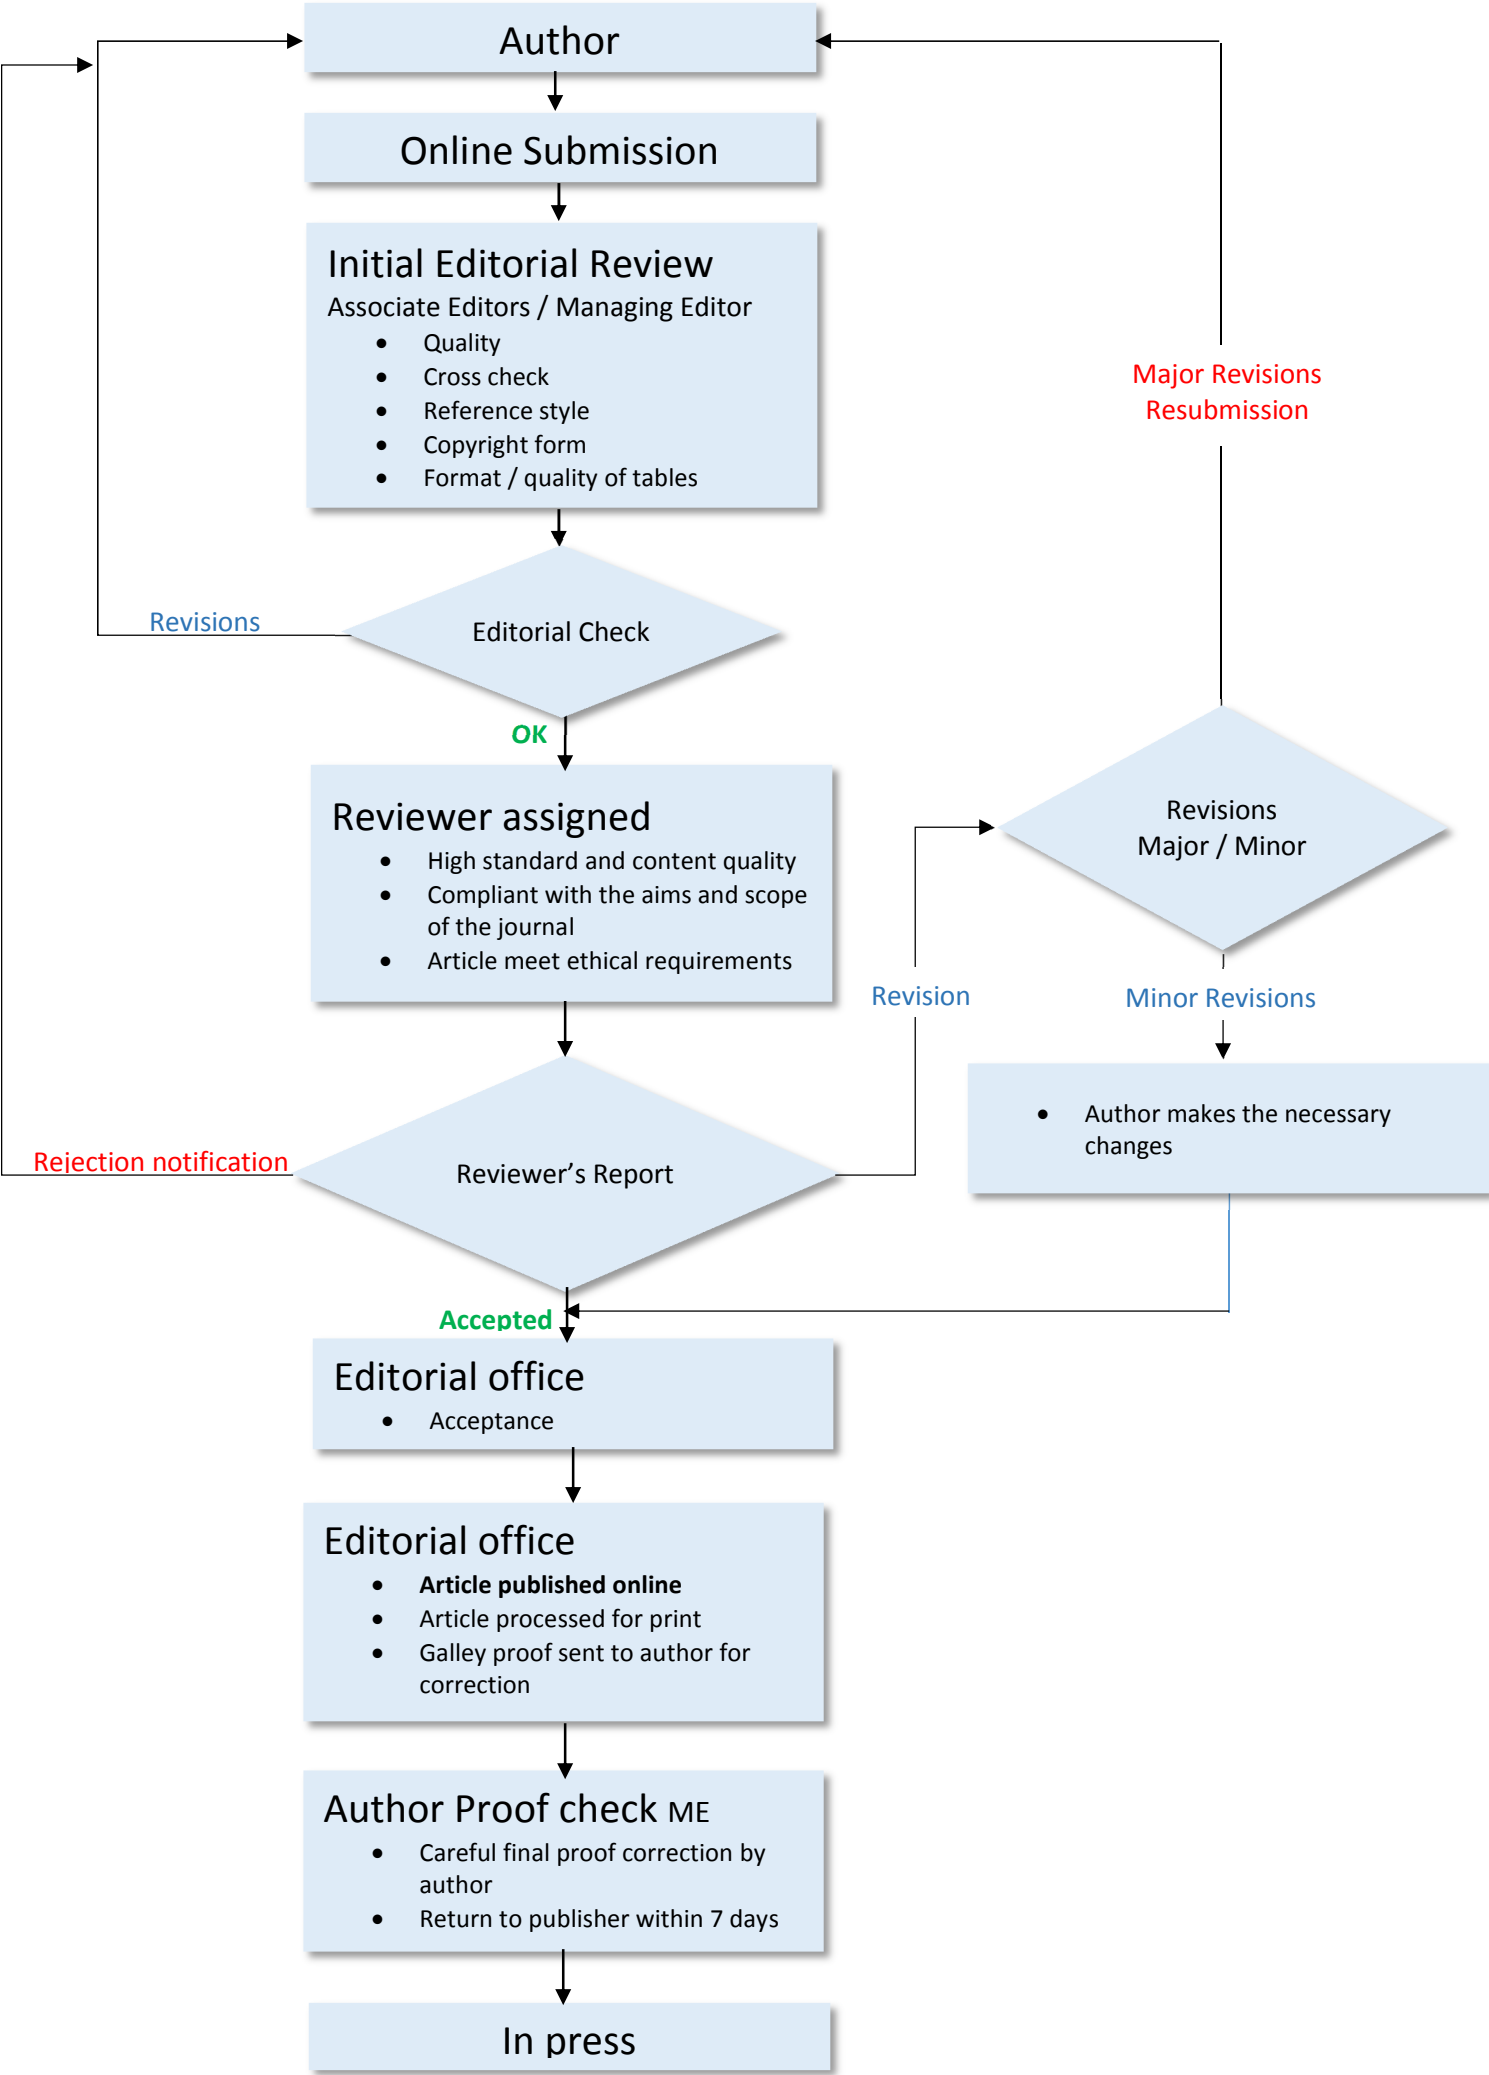 Author
Online Submission
Initial Editorial Review
Associate Editors / Managing Editor
• Quality
• Cross check
• Reference style
• Copyright form
• Format / quality of tables
Major Revisions
Resubmission
Revisions
Editorial Check
OK
Reviewer assigned
• High standard and content quality
• Compliant with the aims and scope
of the journal
• Article meet ethical requirements
Revisions
Major / Minor
Revision
Minor Revisions
• Author makes the necessary
changes
Rejection notification
Reviewer’s Report
Accepted
Editorial office
• Acceptance
Editorial office
• Article published online
• Article processed for print
• Galley proof sent to author for
correction
Author Proof check ME
• Careful final proof correction by
author
• Return to publisher within 7 days
In press